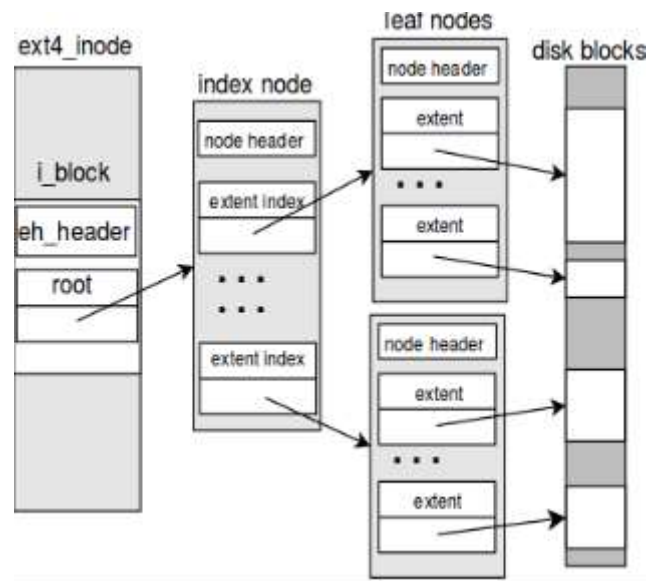 ext4_inode
i_block
eh_header
root
index node
node header
extent index
extent index
leaf nodes
node header
extent
extent
node header
extent
extent
disk blocks